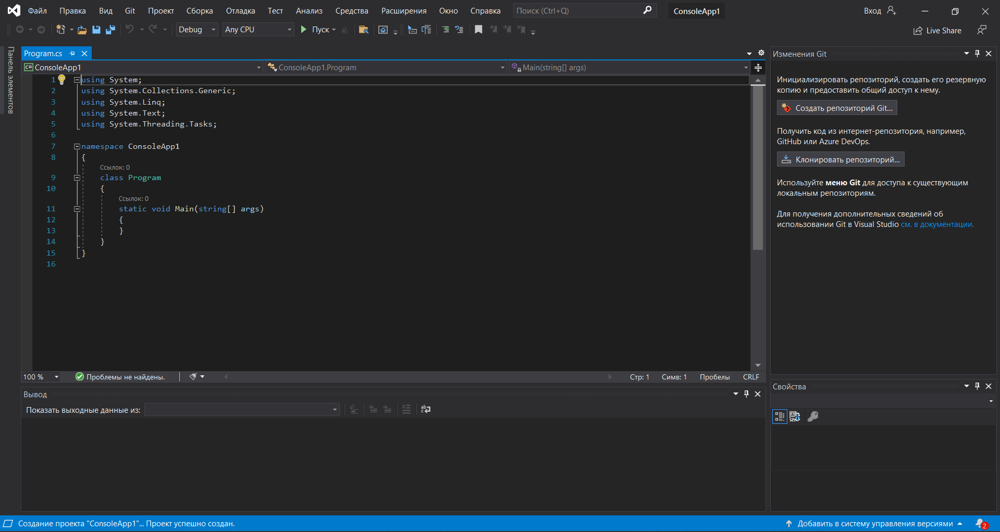 Файл Правка Вид Git Проект Сборка Отладка Тест Анализ Средства Расширения Окно Справка Поиск (Ctrl+Q) ConsoleApp1 Вход
Debug Any CPU Пуск Live Share
Панель элементов
Program.cs
ConsoleApp1 ConsoleApp1.Program Main(string[] args)
1 using System;
2 using System.Collections.Generic;
3 using System.Linq;
4 using System.Text;
5 using System.Threading.Tasks;
6
7 namespace ConsoleApp1
8 {
Ссылок: 0
9 class Program
10 {
Ссылок: 0
11 static void Main(string[] args)
12 {
13 }
14 }
15 }
16
100 % Проблемы не найдены. Стр: 1 Симв: 1 Пробелы CRLF
Вывод
Показать выходные данные из:
Изменения Git
Инициализировать репозиторий, создать его резервную
копию и предоставить общий доступ к нему.
Создать репозиторий Git...
Получить код из интернет-репозитория, например,
GitHub или Azure DevOps.
Клонировать репозиторий...
Используйте меню Git для доступа к существующим
локальным репозиториям.
Для получения дополнительных сведений об
использовании Git в Visual Studio см. в документации.
Свойства
Создание проекта "ConsoleApp1"... Проект успешно создан. Добавить в систему управления версиями 2